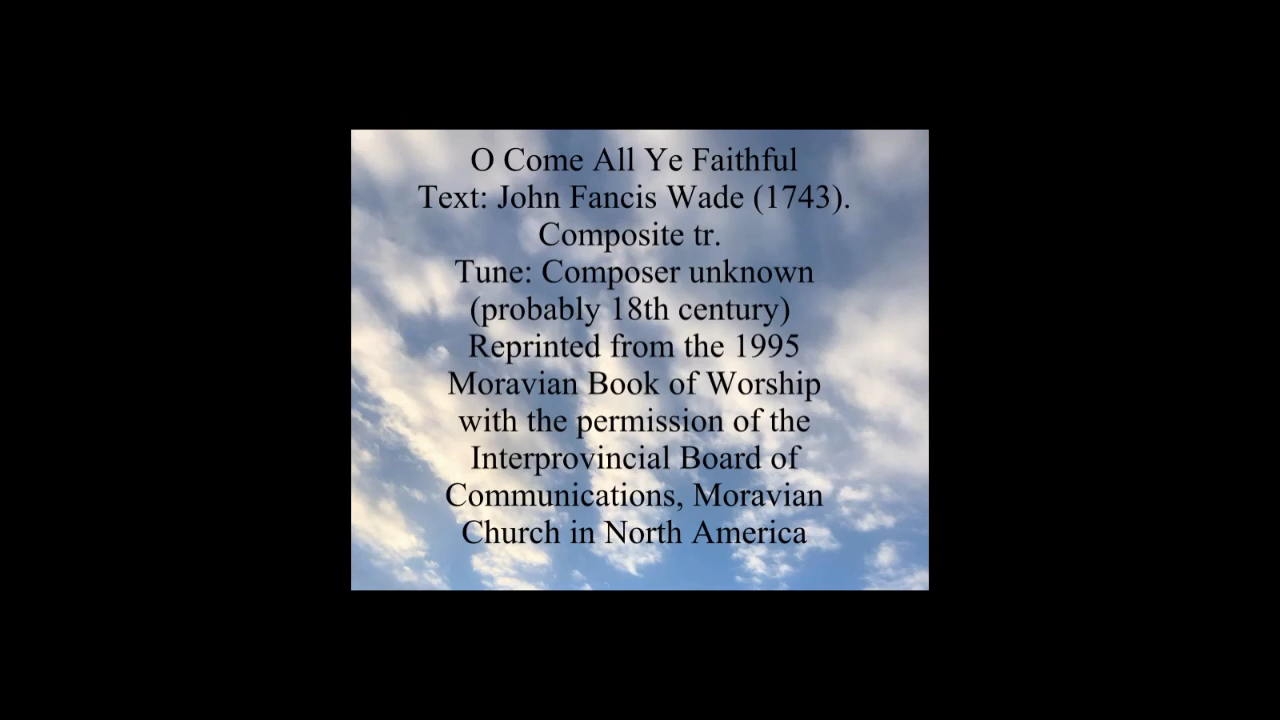 O Come All Ye Faithful
Text: John Fancis Wade (1743).
Composite tr.
Tune: Composer unknown
(probably 18th century)
Reprinted from the 1995
Moravian Book of Worship
with the permission of the
Interprovincial Board of
Communications, Moravian
Church in North America